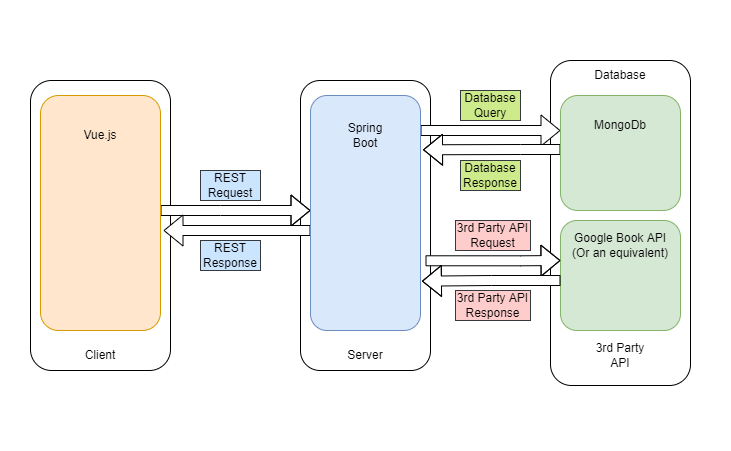 Database
Database
Query
MongoDb
Vue.js
Spring
Boot
REST
Request
Database
Response
REST
Response
3rd Party API
Request
Google Book API
(Or an equivalent)
3rd Party API
Response
Client
Server
3rd Party
API